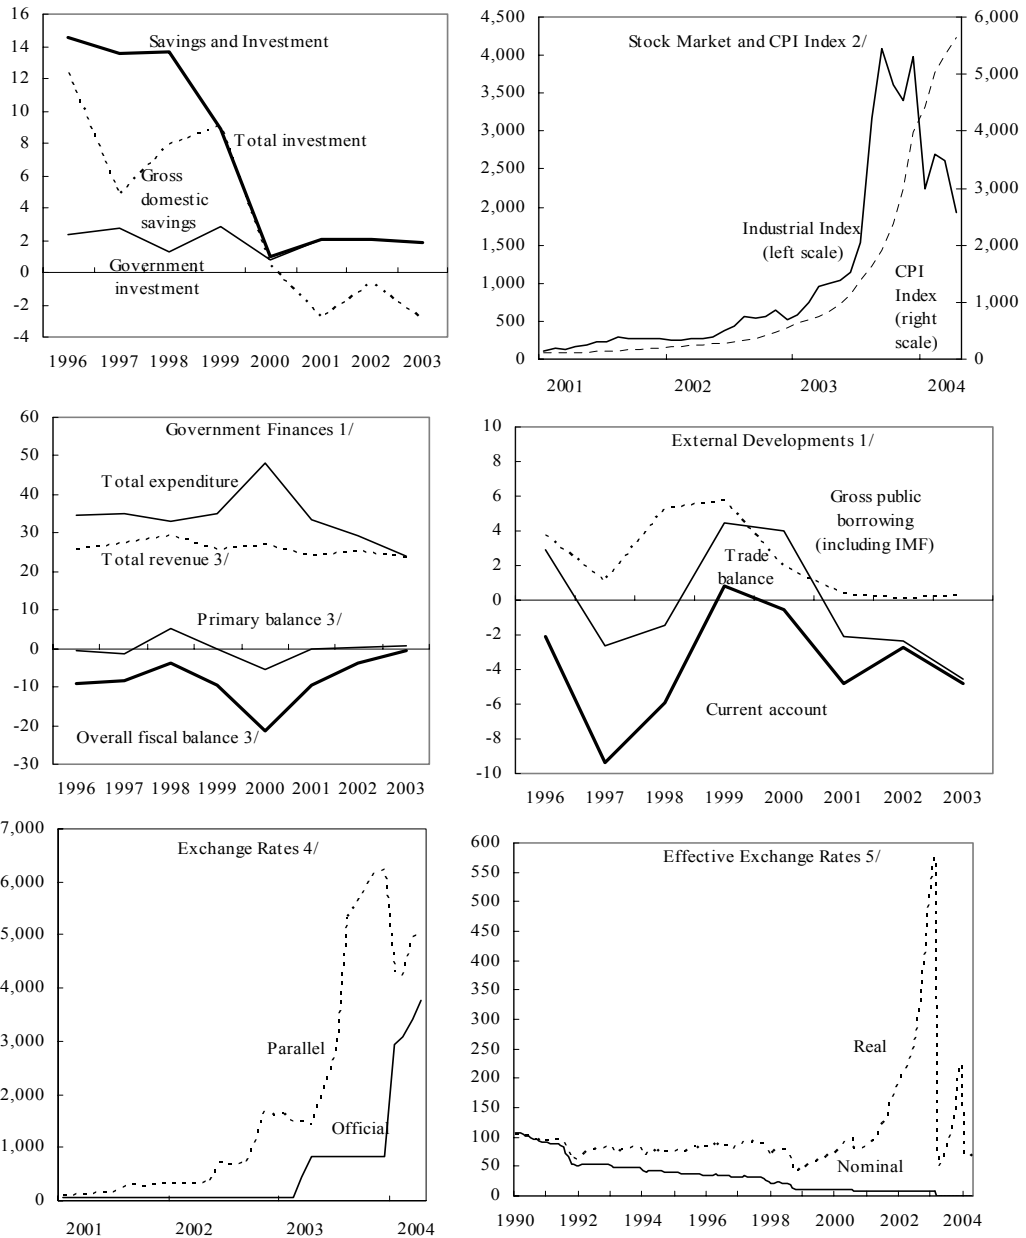 Savings and Investment
16
14
12
10
8
6
4
2
0
-2
-4
Total investment
Gross
domestic
savings
Government
investment
1996 1997 1998 1999 2000 2001 2002 2003
Stock Market and CPI Index 2/
4,500
4,000
3,500
3,000
2,500
2,000
1,500
1,000
500
0
6,000
5,000
4,000
3,000
2,000
1,000
0
Industrial Index
(left scale)
CPI
Index
(right
scale)
2001 2002 2003 2004
Government Finances 1/
60
50
40
30
20
10
0
-10
-20
-30
Total expenditure
Total revenue 3/
Primary balance 3/
Overall fiscal balance 3/
1996 1997 1998 1999 2000 2001 2002 2003
External Developments 1/
10
8
6
4
2
0
-2
-4
-6
-8
-10
Gross public
borrowing
(including IMF)
Trade
balance
Current account
1996 1997 1998 1999 2000 2001 2002 2003
Exchange Rates 4/
7,000
6,000
5,000
4,000
3,000
2,000
1,000
0
Parallel
Official
2001 2002 2003 2004
Effective Exchange Rates 5/
600
550
500
450
400
350
300
250
200
150
100
50
0
Real
Nominal
1990 1992 1994 1996 1998 2000 2002 2004